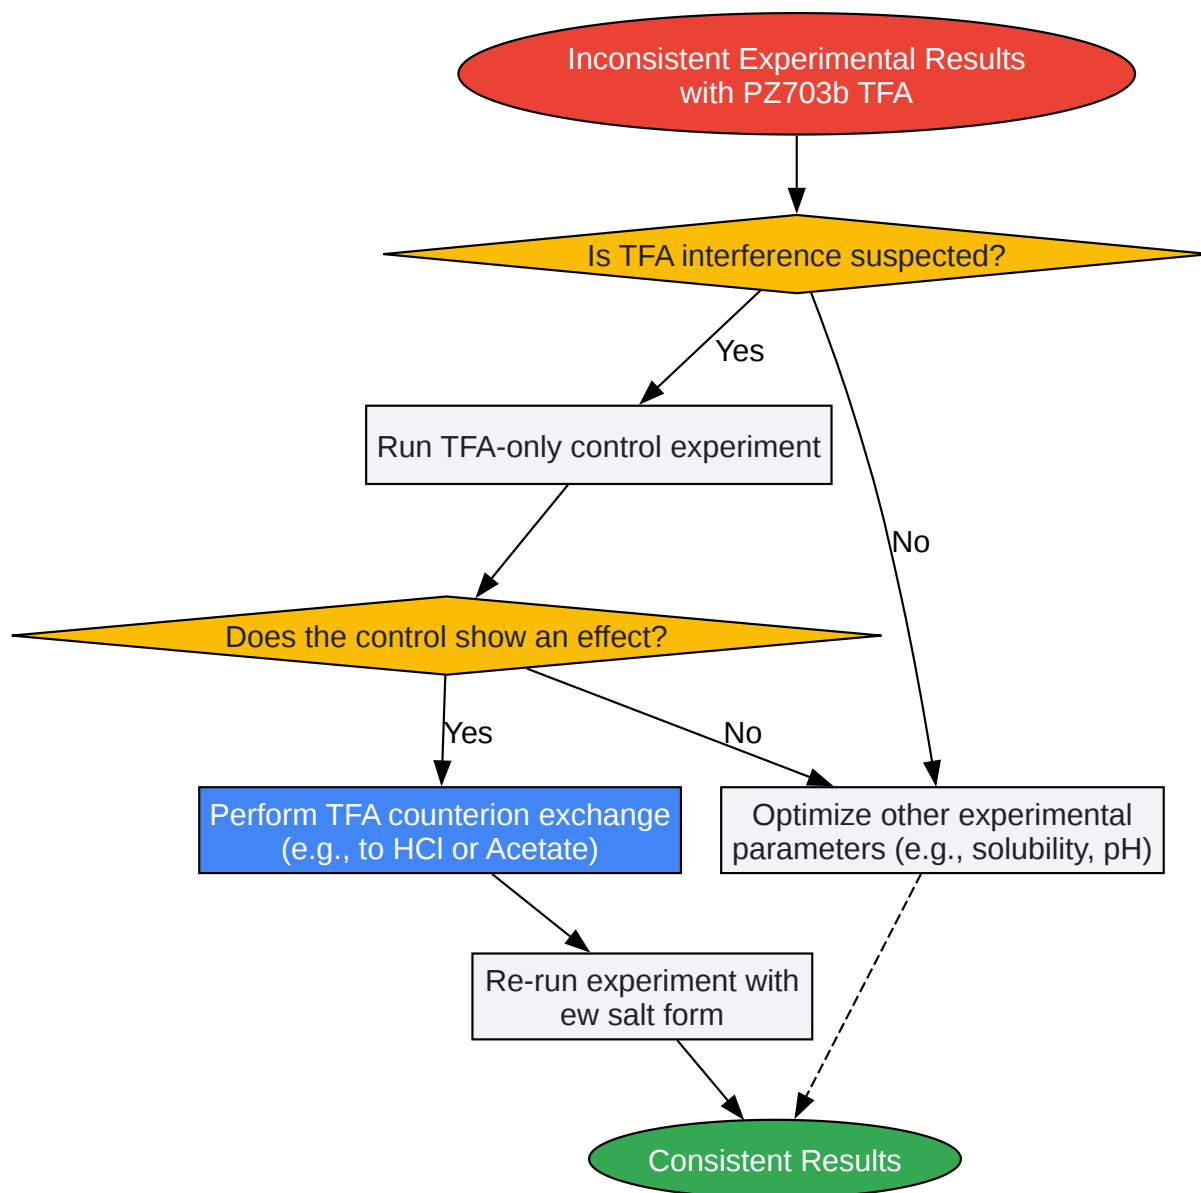 Inconsistent Experimental Results
with PZ703b TFA
Is TFA interference suspected?
Yes
Run TFA-only control experiment
No
Does the control show an effect?
Yes
No
Perform TFA counterion exchange
(e.g., to HCl or Acetate)
Optimize other experimental
parameters (e.g., solubility, pH)
Re-run experiment with
ew salt form
Consistent Results